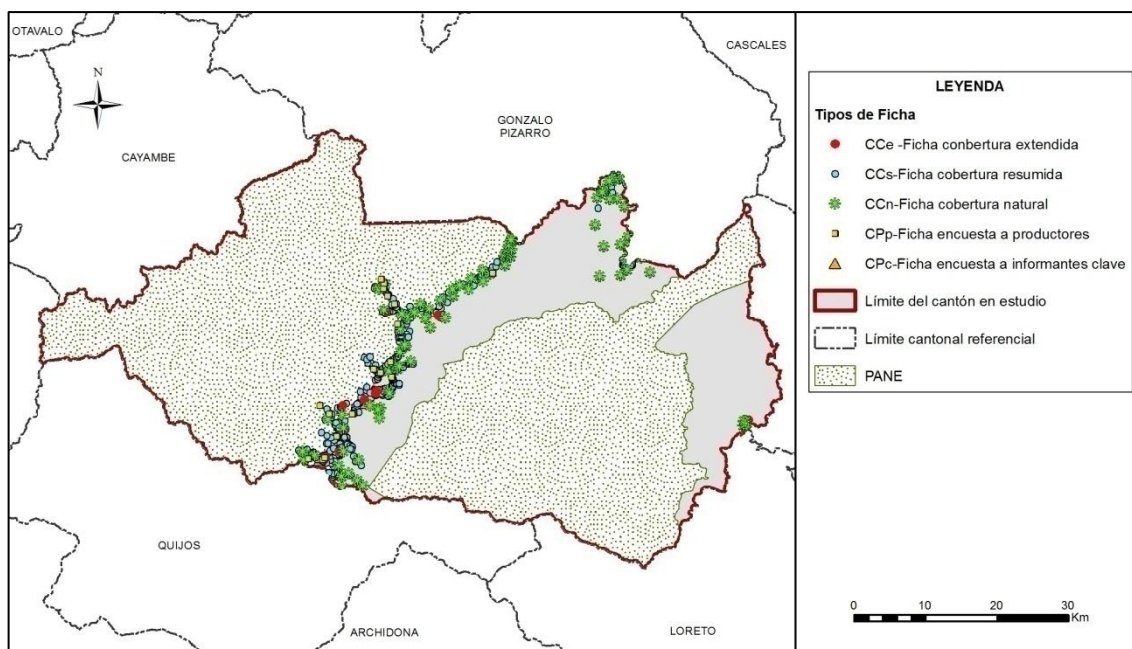 OTAVALO
CASCALES
N
GONZALO
PIZARRO
CAYAMBE
QUIJOS
ARCHIDONA
LORETO
LEYENDA
Tipos de Ficha
CCe -Ficha conbertura extendida
CCs-Ficha cobertura resumida
CCn-Ficha cobertura natural
CPp-Ficha encuesta a productores
CPc-Ficha encuesta a informantes clave
Límite del cantón en estudio
Límite cantonal referencial
PANE
0 10 20 30
Km